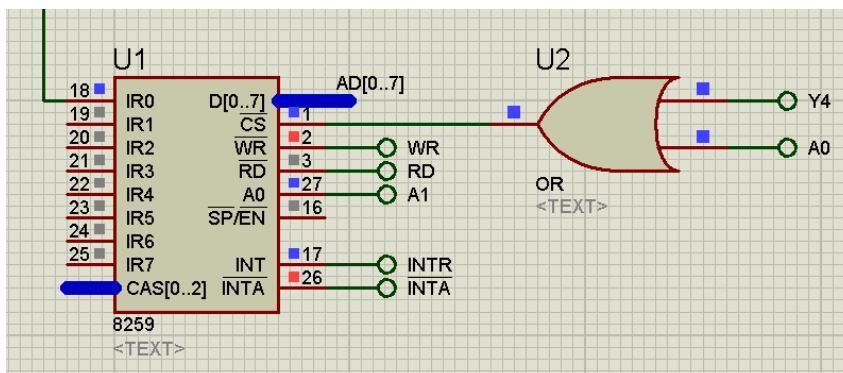 U1
U2
AD[0..7]
18 IR0 D[0..7]
19 IR1 CS 1
20 IR2 WR 2 WR
21 IR3 RD 3 RD
22 IR4 A0 27 A1
23 IR5 SP/EN 16
24 IR6
25 IR7 INT 17 INTR
CAS[0..2] INTA 26 INTA
8259
<TEXT>
Y4
A0
OR
<TEXT>